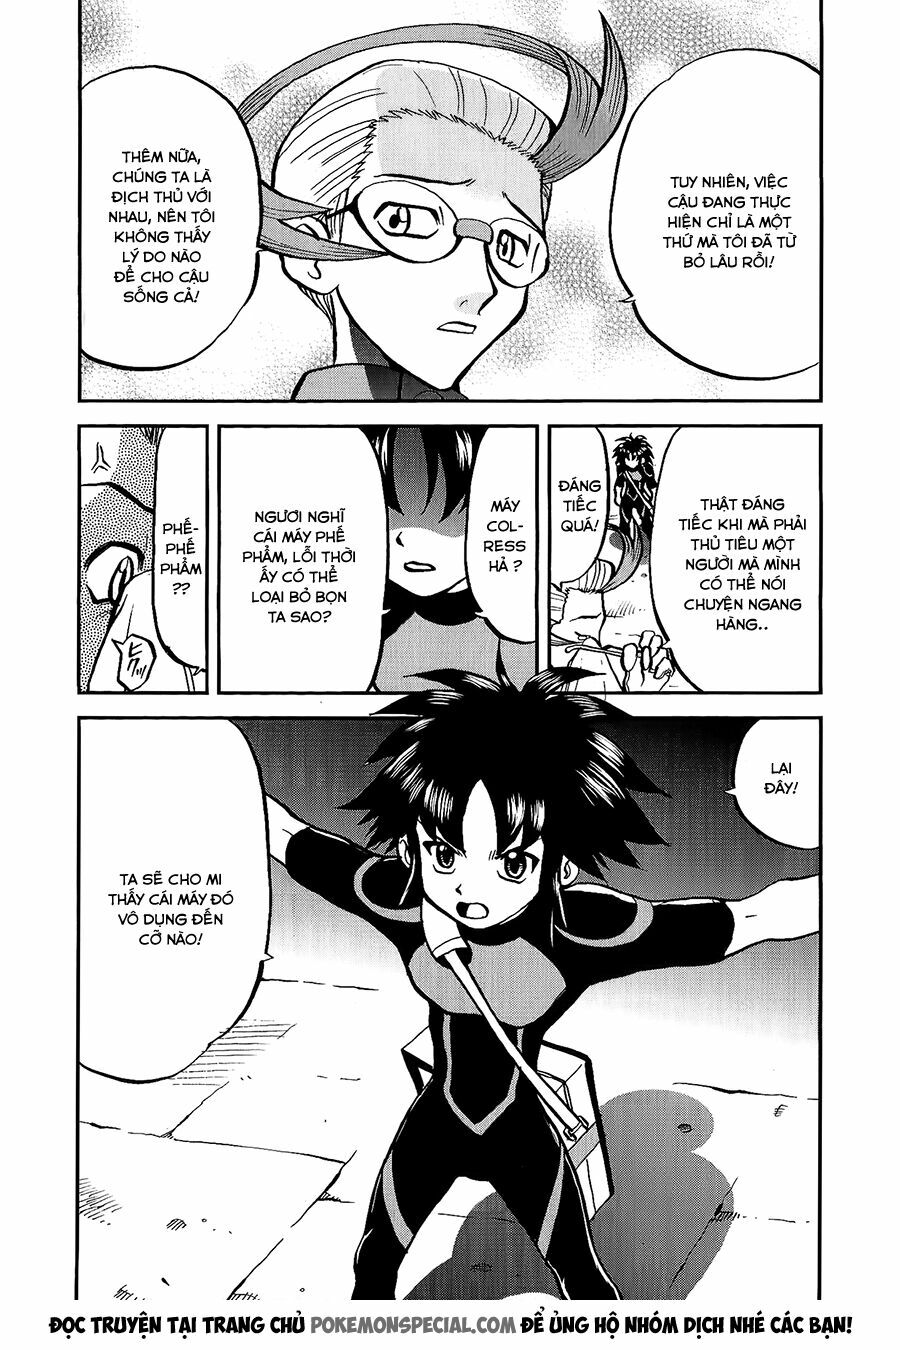 TUY NHIÊN, VIỆC
CẬU ĐANG THỰC
HIỆN CHỈ LÀ MỘT
THỨ MÀ TÔI ĐÃ TỪ
BỎ LÂU RỒI!
THÊM NỮA,
CHÚNG TA LÀ
ĐỊCH THỦ VỚI
NHAU, NÊN TÔI
KHÔNG THẤY
LÝ DO NÀO
ĐỂ CHO CẬU
SỐNG CẢ!
THẬT ĐÁNG
TIẾC KHI MÀ PHẢI
THỦ TIÊU MỘT
NGƯỜI MÀ MÌNH
CÓ THỂ NÓI
CHUYỆN NGANG
HÀNG..
ĐÁNG
TIẾC
QUÁ!
MÁY
COL-
RESS
HẢ ?
NGƯƠI NGHĨ
CÁI MÁY PHẾ
PHẨM, LỖI THỜI
ẤY CÓ THỂ
LOẠI BỎ BỌN
TA SAO?
PHẾ-
PHẾ
PHẨM
??
ビクッ
LẠI
ĐÂY!
TA SẼ CHO MI
THẤY CÁI MÁY ĐÓ
VÔ DỤNG ĐẾN
CỠ NÀO!
ĐỌC TRUYỆN TẠI TRANG CHỦ POKEMONSPECIAL.COM ĐỂ ỦNG HỘ NHÓM DỊCH NHÉ CÁC BẠN!